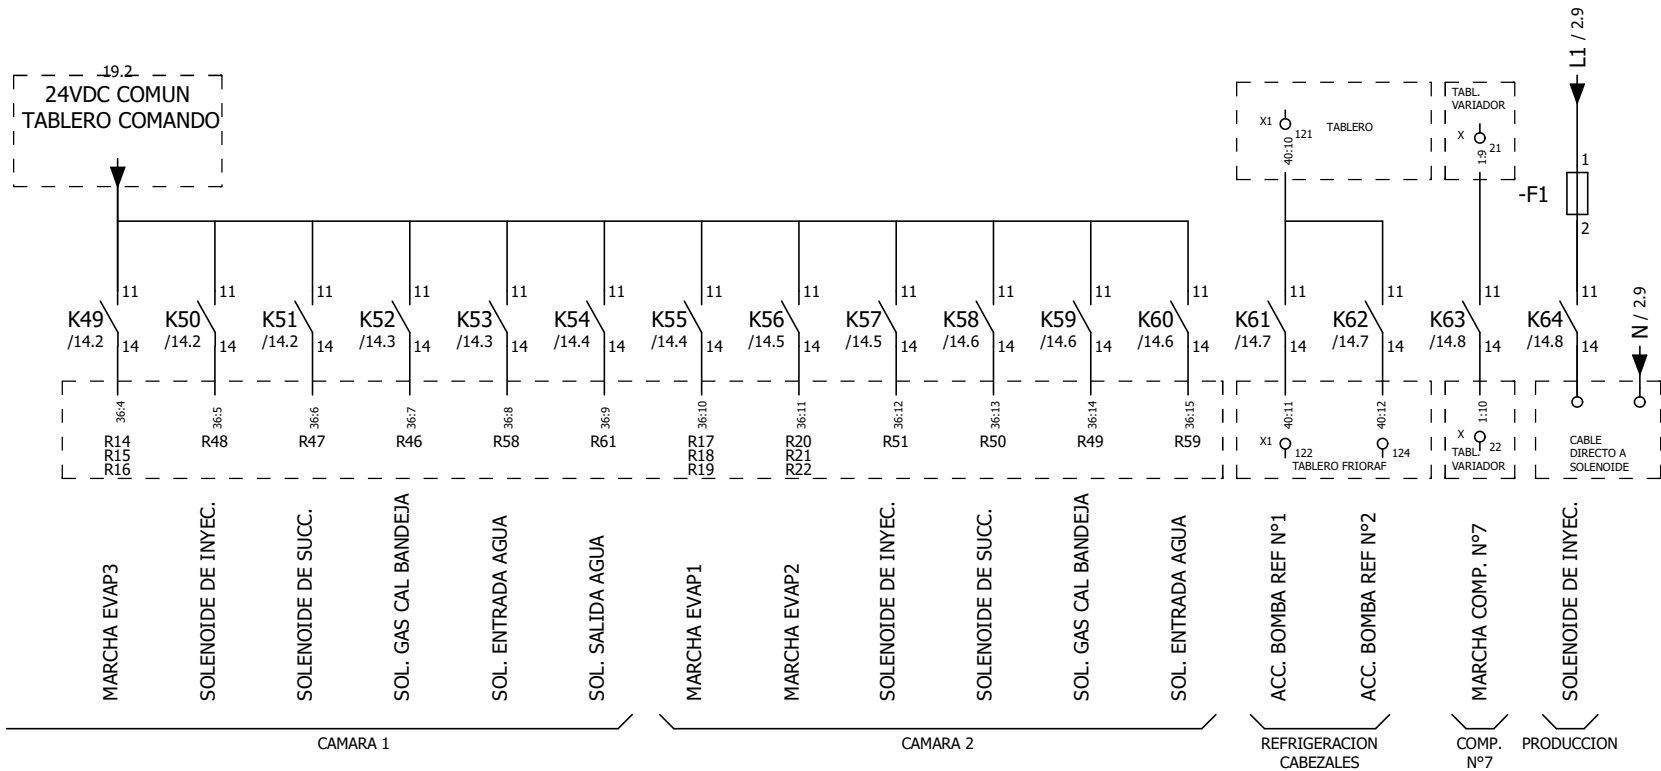 19.2
24VDC COMUN
TABLERO COMANDO
L1 / 2.9
X1 121 TABLERO
40:10
TABL.
VARIADOR
X 21
1:9
-F1
1
2
N / 2.9
11 11 11 11 11 11 11 11 11 11 11 11 11 11 11 11
K49 K50 K51 K52 K53 K54 K55 K56 K57 K58 K59 K60 K61 K62 K63 K64
/14.2 /14.2 /14.2 /14.3 /14.3 /14.4 /14.4 /14.5 /14.5 /14.6 /14.6 /14.6 /14.7 /14.7 /14.8 /14.8
14 14 14 14 14 14 14 14 14 14 14 14 14 14 14 14
36:4 36:5 36:6 36:7 36:8 36:9 36:10 36:11 36:12 36:13 36:14 36:15 40:11 40:12 1:10
R14 R48 R47 R46 R58 R61 R17 R20 R51 R50 R49 R59
R15 R18 R21
R16 R19 R22
X1 122 124
TABLERO FRIORAF
X 22
TABL.
VARIADOR
CABLE
DIRECTO A
SOLENOIDE
MARCHA EVAP3
SOLENOIDE DE INYEC.
SOLENOIDE DE SUCC.
SOL. GAS CAL BANDEJA
SOL. ENTRADA AGUA
SOL. SALIDA AGUA
MARCHA EVAP1
MARCHA EVAP2
SOLENOIDE DE INYEC.
SOLENOIDE DE SUCC.
SOL. GAS CAL BANDEJA
SOL. ENTRADA AGUA
ACC. BOMBA REF N°1
ACC. BOMBA REF N°2
MARCHA COMP. N°7
SOLENOIDE DE INYEC.
CAMARA 1
CAMARA 2
REFRIGERACION
CABEZALES
COMP.
N°7
PRODUCCION